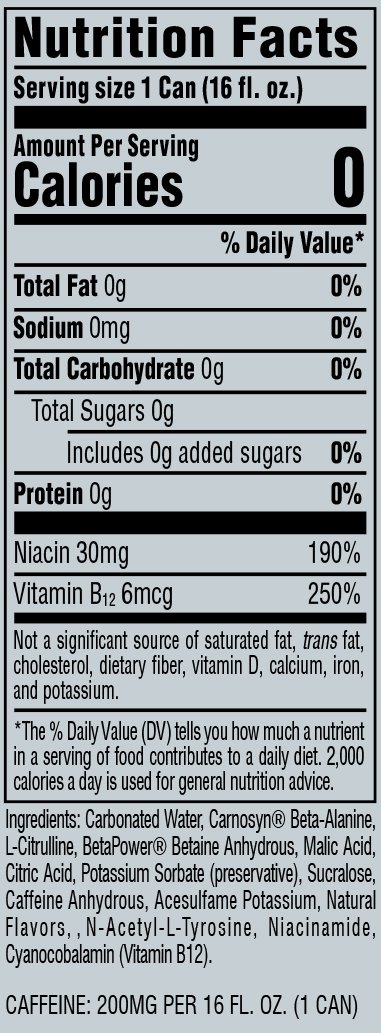 Nutrition Facts
Serving size 1 Can (16 fl. oz.)
Amount Per Serving
Calories 0
% Daily Value*
Total Fat 0g 0%
Sodium 0mg 0%
Total Carbohydrate 0g 0%
Total Sugars 0g
Includes 0g added sugars 0%
Protein 0g 0%
Niacin 30mg 190%
Vitamin B12 6mcg 250%
Not a significant source of saturated fat, trans fat,
cholesterol, dietary fiber, vitamin D, calcium, iron,
and potassium.
*The % Daily Value (DV) tells you how much a nutrient
in a serving of food contributes to a daily diet. 2,000
calories a day is used for general nutrition advice.
Ingredients: Carbonated Water, Carnosyn® Beta-Alanine,
L-Citrulline, BetaPower® Betaine Anhydrous, Malic Acid,
Citric Acid, Potassium Sorbate (preservative), Sucralose,
Caffeine Anhydrous, Acesulfame Potassium, Natural
Flavors, , N-Acetyl-L-Tyrosine, Niacinamide,
Cyanocobalamin (Vitamin B12).
CAFFEINE: 200MG PER 16 FL. OZ. (1 CAN)